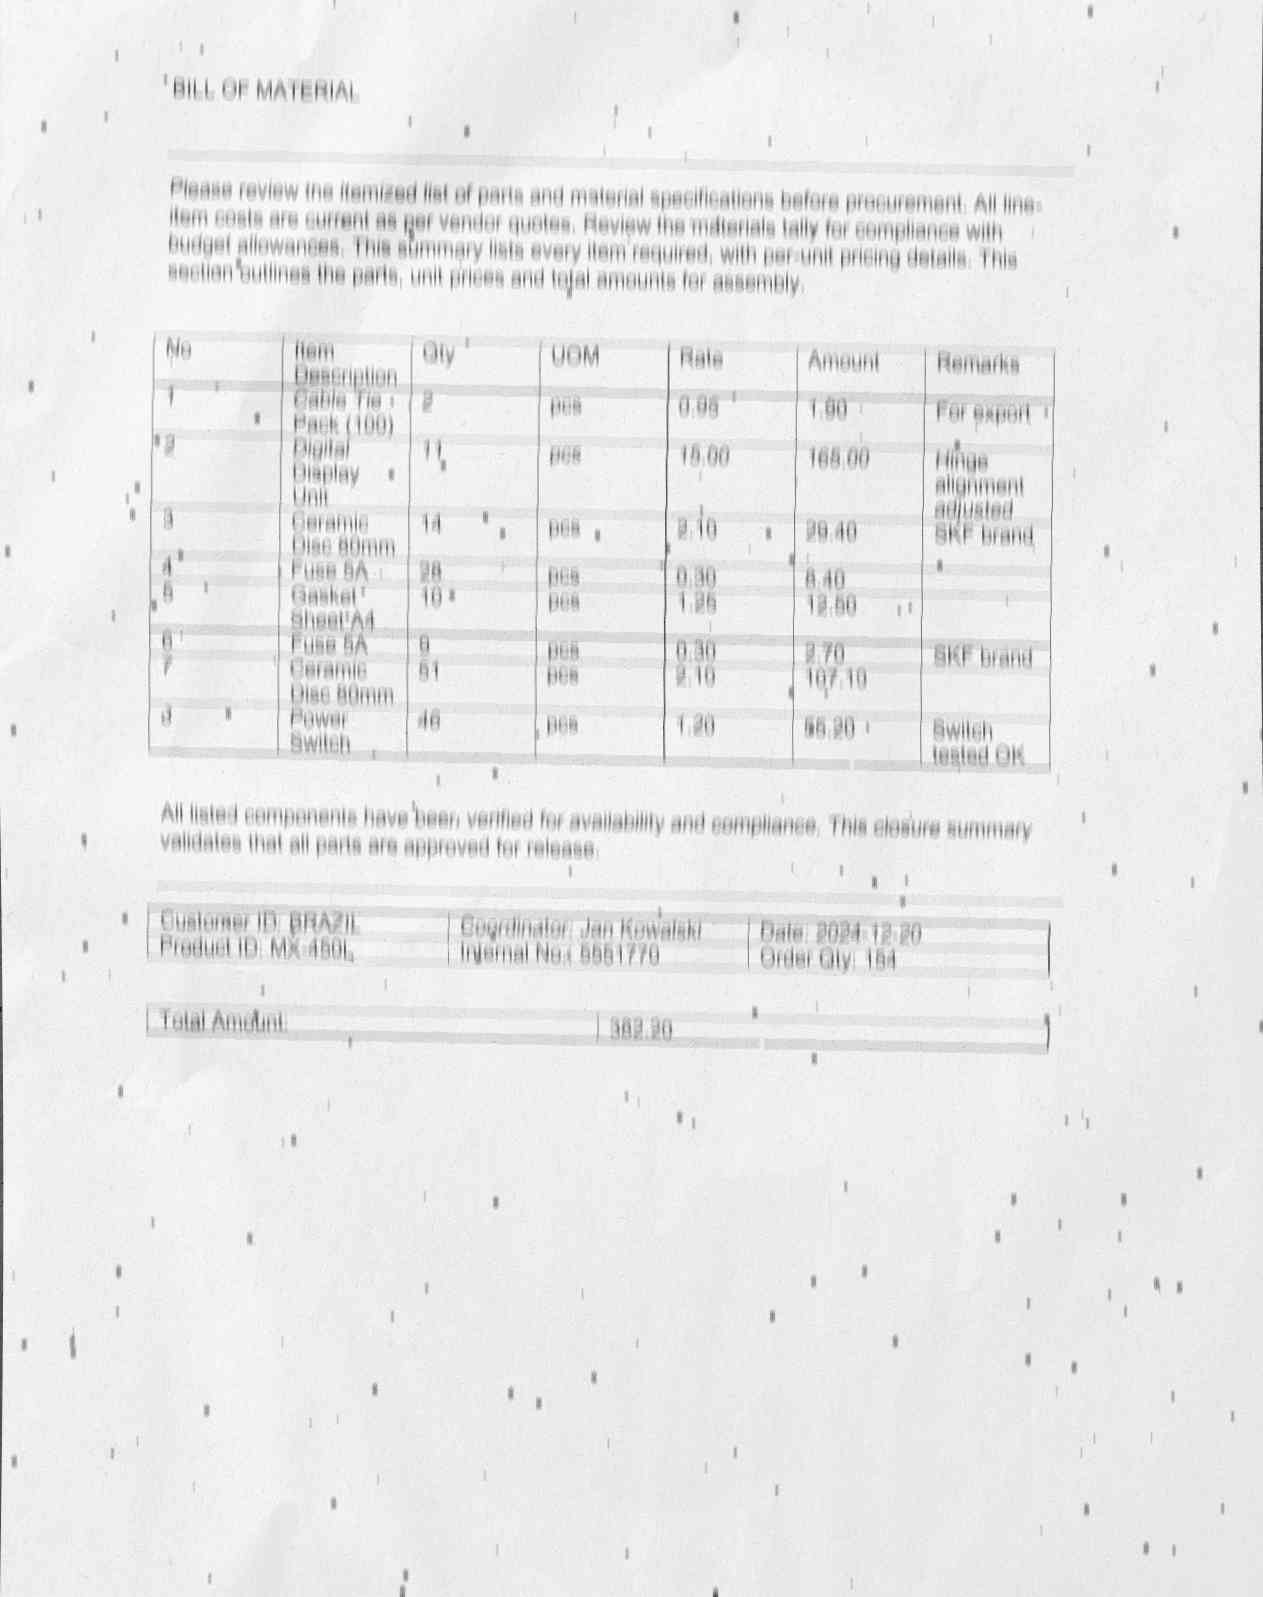 BILL OF MATERIAL
Please review the itemized list of parts and material specifications before procurement. All line-
item costs are current as per vendor quotes. Review the materials tally for compliance with
budget allowances. This summary lists every item required, with per-unit pricing details. This
section outlines the parts, unit prices and total amounts for assembly.
No Item Description Qty UOM Rate Amount Remarks
1 Cable Tie Pack (100) 2 pcs 0.95 1.90 For export
2 Digital Display Unit 11 pcs 15.00 165.00 Hinge alignment adjusted
3 Ceramic Disc 14 pcs 2.10 29.40 SKF brand
4 Fuse 5A 28 pcs 0.30 8.40
5 Gasket Sheet A4 10 pcs 1.25 12.50
6 Fuse 5A 9 pcs 0.30 2.70 SKF brand
7 Ceramic Disc 51 pcs 2.10 107.10
8 Power Switch 46 pcs 1.20 55.20 Switch tested OK
All listed components have been verified for availability and compliance. This closure summary
validates that all parts are approved for release.
Customer ID: BRAZIL Coordinator: Jan Kowalski Date: 2024-12-20
Product ID: Internal No.: Order Qty:
Total Amount: 382.20